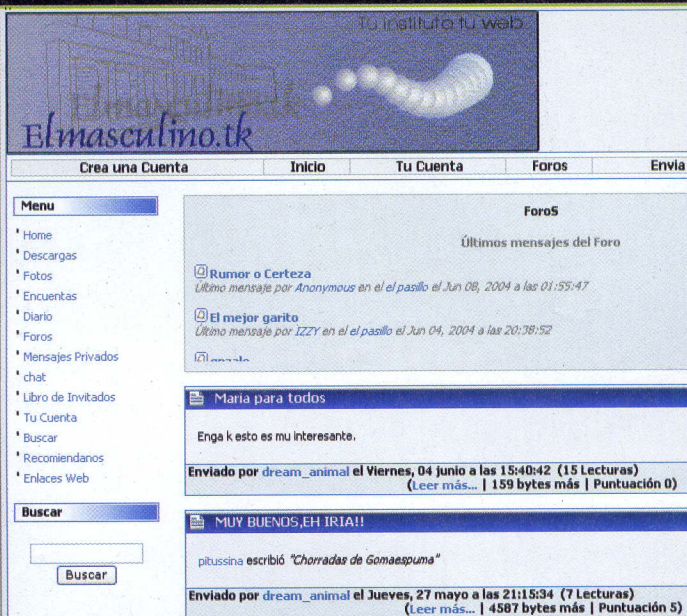 Tu instituto tu web
Elmasculino.tk
Crea una Cuenta Inicio Tu Cuenta Foros Envia
Menu
Home
Descargas
Fotos
Encuentas
Diario
Foros
Mensajes Privados
chat
Libro de Invitados
Tu Cuenta
Buscar
Recomiendanos
Enlaces Web
Buscar
Buscar
ForoS
Últimos mensajes del Foro
Rumor o Certeza
Último mensaje por Anonymous en el el pasillo el Jun 08, 2004 a las 01:55:47
El mejor garito
Último mensaje por IZZY en el el pasillo el Jun 04, 2004 a las 20:38:52
Maria para todos
Enga k esto es mu interesante.
Enviado por dream_animal el Viernes, 04 junio a las 15:40:42 (15 Lecturas)
(Leer más... | 159 bytes más | Puntuación 0)
MUY BUENOS,EH IRIA!!
pitussina escribió "Chorradas de Gomaespuma"
Enviado por dream_animal el Jueves, 27 mayo a las 21:15:34 (7 Lecturas)
(Leer más... | 4587 bytes más | Puntuación 5)